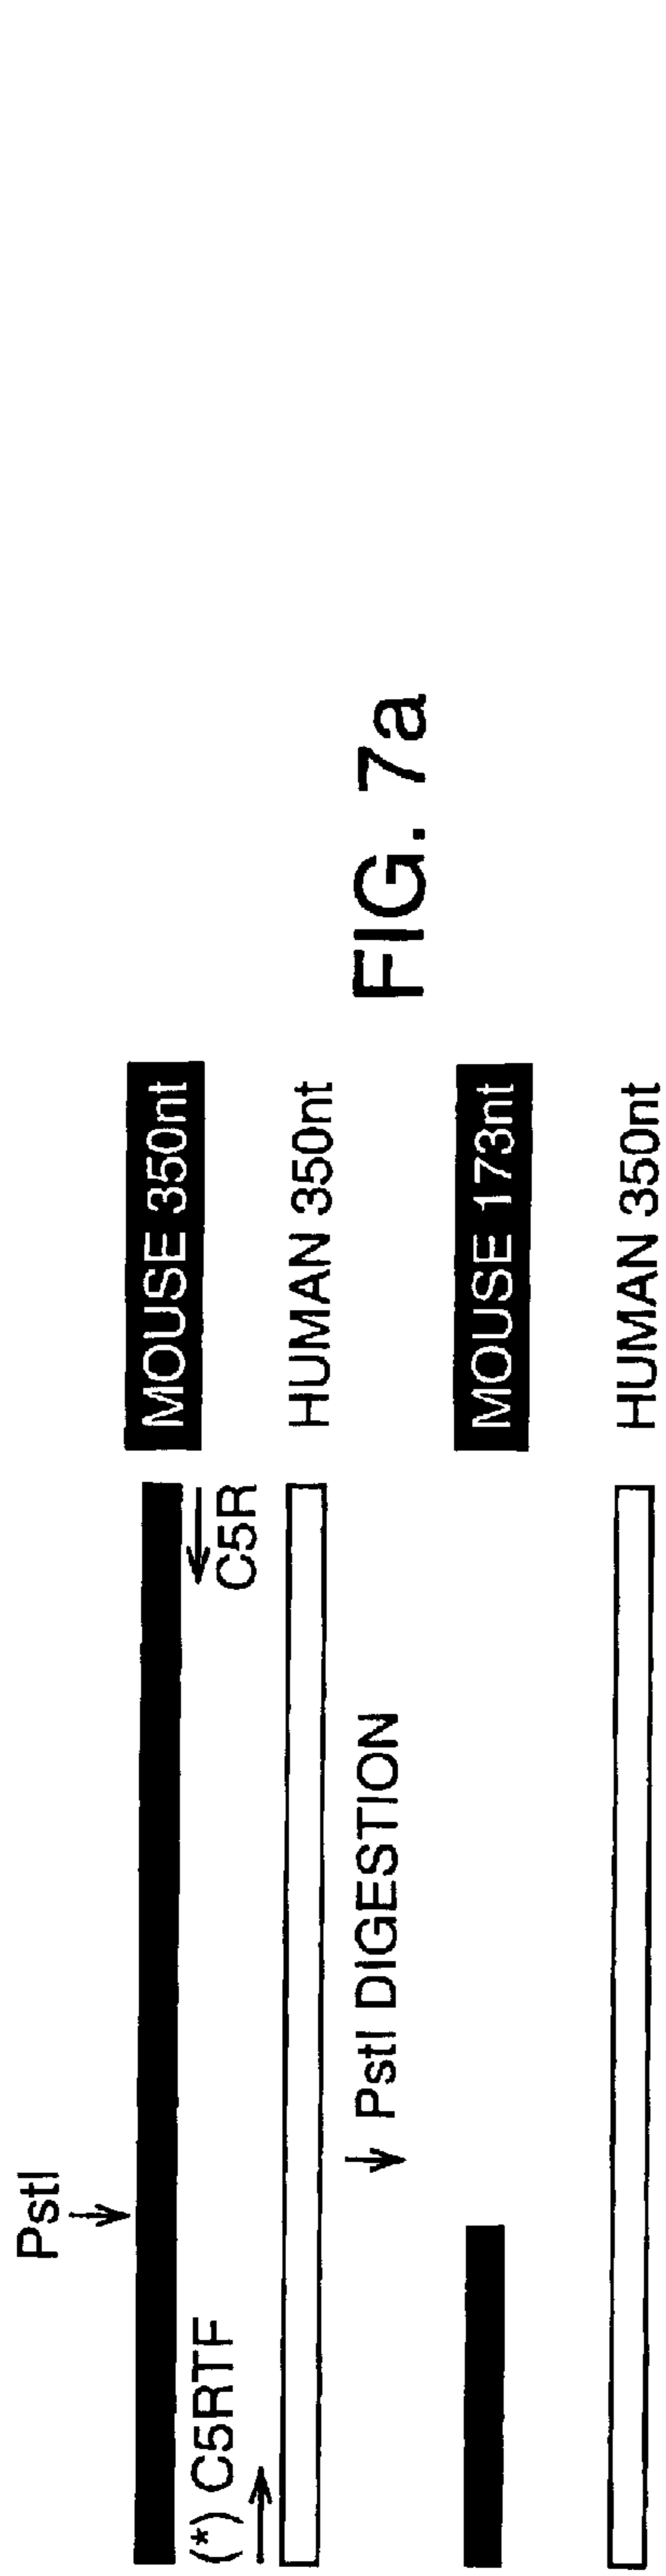 PstI
MOUSE 350nt
(*) C5RTF
C5R
HUMAN 350nt
PstI DIGESTION
MOUSE 173nt
HUMAN 350nt
FIG. 7a